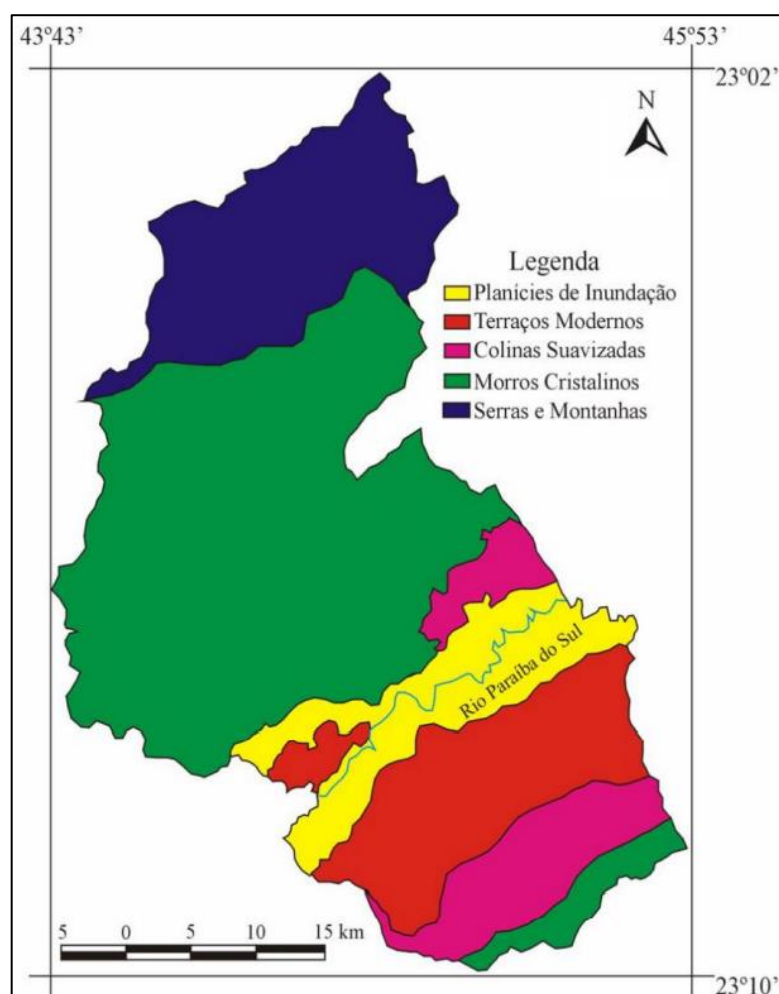 43º43’
45º53’
23º02’
N
Legenda
Planícies de Inundação
Terraços Modernos
Colinas Suavizadas
Morros Cristalinos
Serras e Montanhas
Rio Paraíba do Sul
5 0 5 10 15 km
23º10’